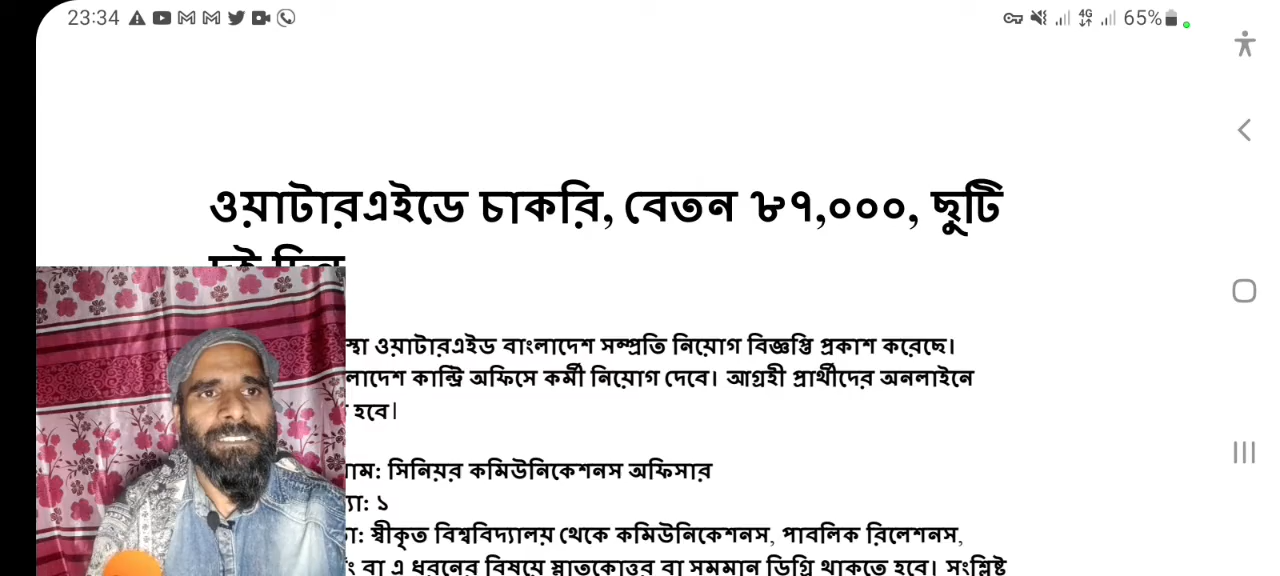 23:34
4G
65%
ওয়াটারএইডে চাকরি, বেতন ৮৭,০০০, ছুটি
দুই দিন
স্থা ওয়াটারএইড বাংলাদেশ সম্প্রতি নিয়োগ বিজ্ঞপ্তি প্রকাশ করেছে।
লাদেশ কান্ট্রি অফিসে কর্মী নিয়োগ দেবে। আগ্রহী প্রার্থীদের অনলাইনে
হবে।
াম: সিনিয়র কমিউনিকেশনস অফিসার
্যা: ১
া: স্বীকৃত বিশ্ববিদ্যালয় থেকে কমিউনিকেশনস, পাবলিক রিলেশনস,
ং বা এ ধরনের বিষয়ে স্নাতকোত্তর বা সমমান ডিগ্রি থাকতে হবে। সংশ্লিষ্ট